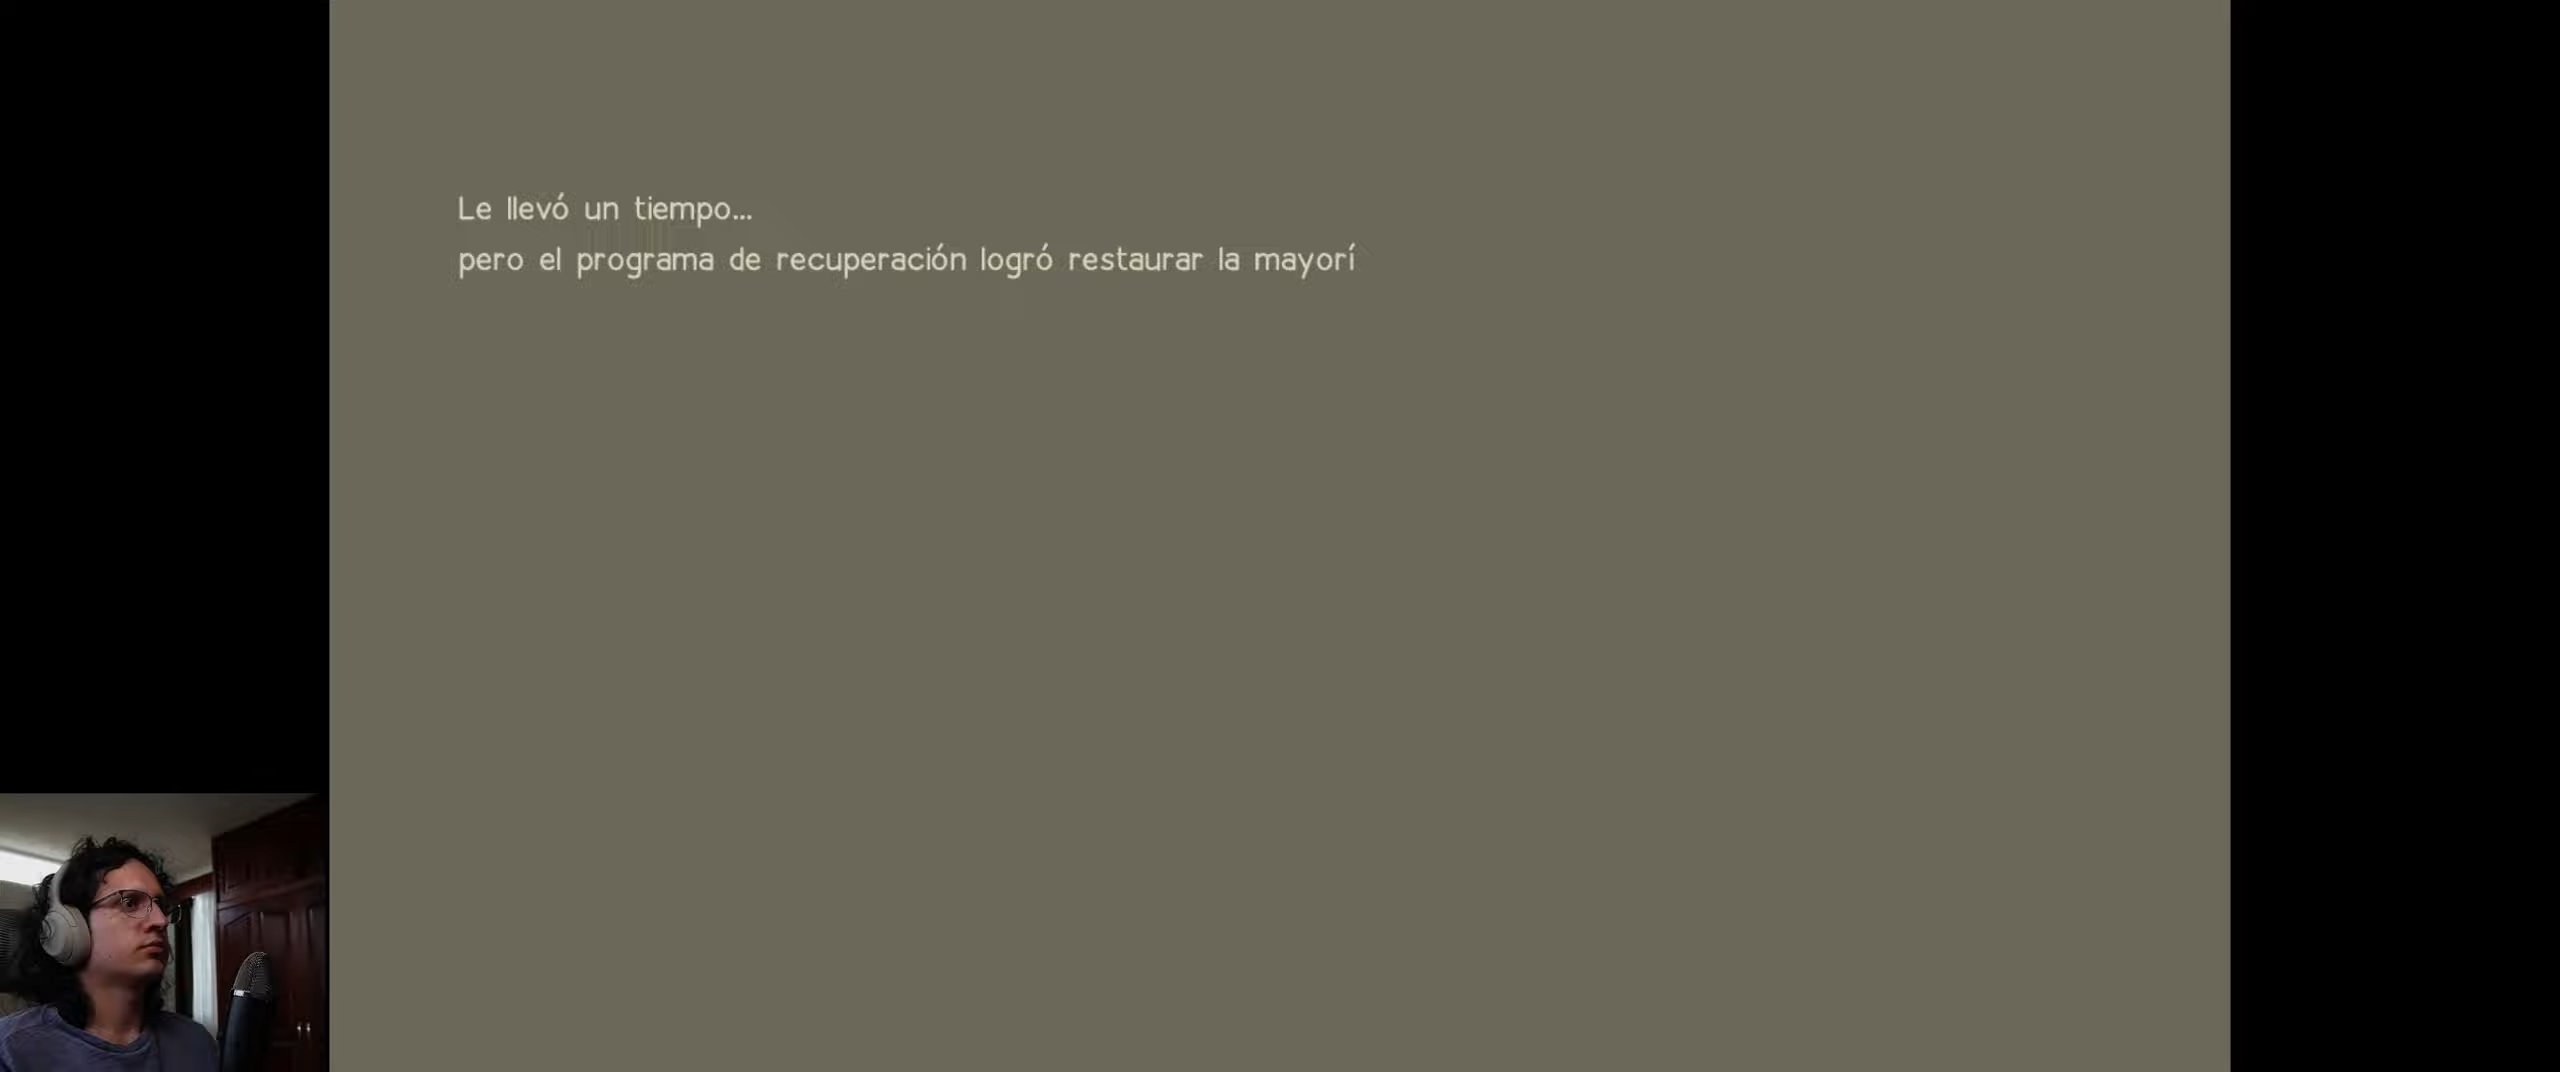 Le llevó un tiempo...
pero el programa de recuperación logró restaurar la mayorí